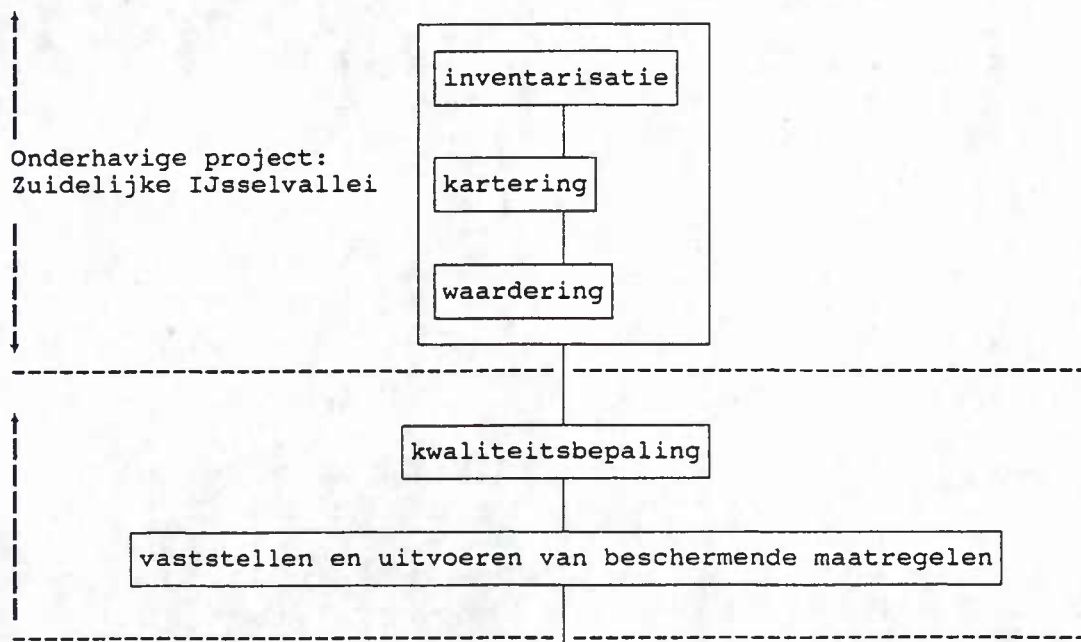 inventarisatie
Onderhavige project:
Zuidelijke IJsselvallei
kartering
waardering
kwaliteitsbepaling
vaststellen en uitvoeren van beschermende maatregelen